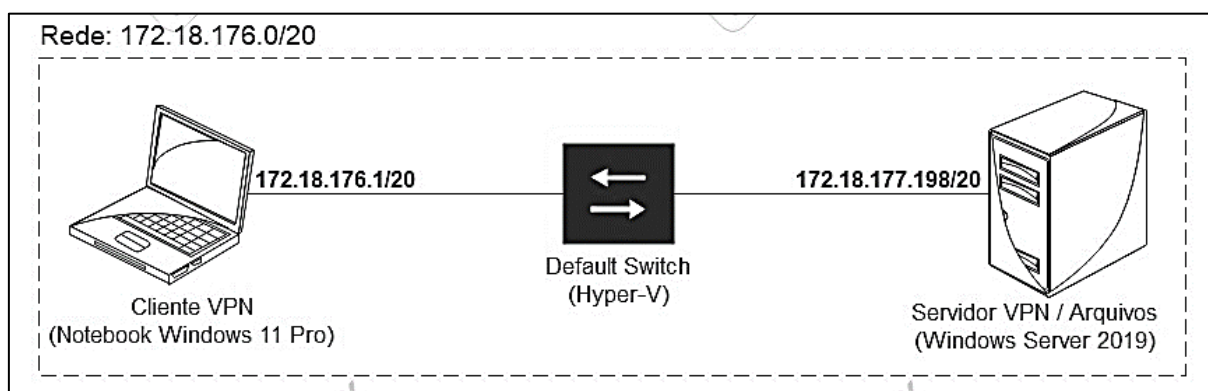 Rede: 172.18.176.0/20
172.18.176.1/20
172.18.177.198/20
Default Switch
(Hyper-V)
Cliente VPN
(Notebook Windows 11 Pro)
Servidor VPN / Arquivos
(Windows Server 2019)